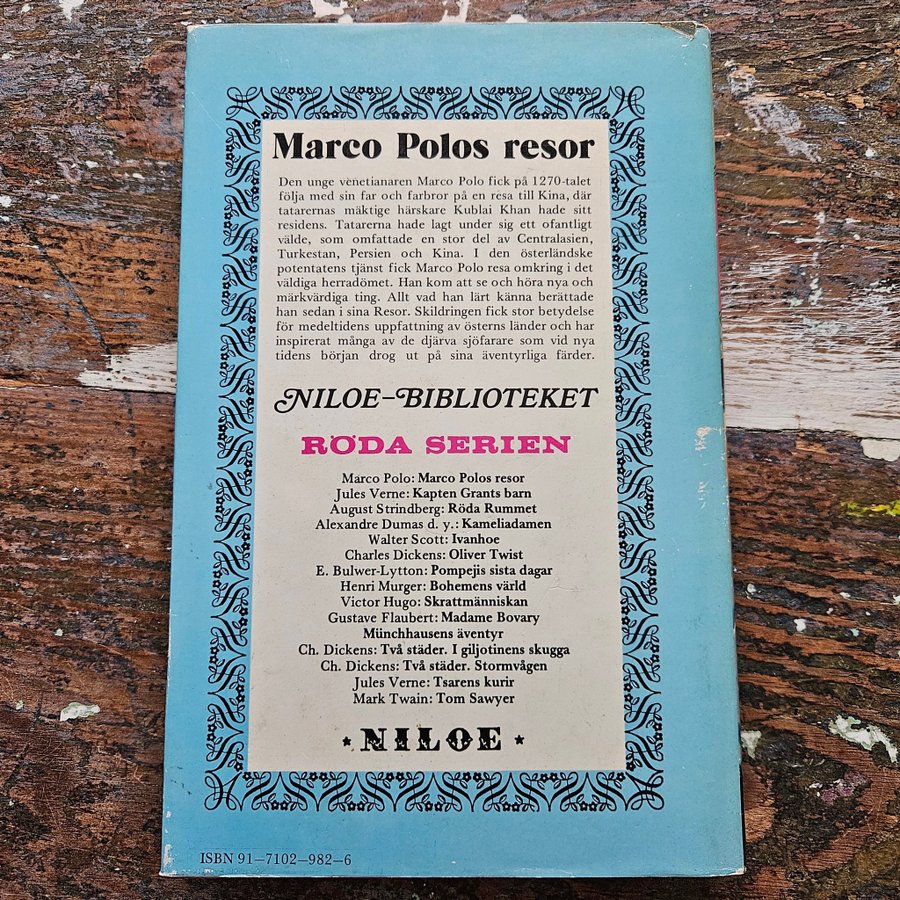 Marco Polos resor
Den unge venetianaren Marco Polo fick på 1270-talet
följa med sin far och farbror på en resa till Kina, där
tatarernas mäktige härskare Kublai Khan hade sitt
residens. Tatarerna hade lagt under sig ett ofantligt
välde, som omfattade en stor del av Centralasien,
Turkestan, Persien och Kina. I den österländske
potentatens tjänst fick Marco Polo resa omkring i det
väldiga herradömet. Han kom att se och höra nya och
märkvärdiga ting. Allt vad han lärt känna berättade
han sedan i sina Resor. Skildringen fick stor betydelse
för medeltidens uppfattning av österns länder och har
inspirerat många av de djärva sjöfarare som vid nya
tidens början drog ut på sina äventyrliga färder.
NILOE-BIBLIOTEKET
RÖDA SERIEN
Marco Polo: Marco Polos resor
Jules Verne: Kapten Grants barn
August Strindberg: Röda Rummet
Alexandre Dumas d. y.: Kameliadamen
Walter Scott: Ivanhoe
Charles Dickens: Oliver Twist
E. Bulwer-Lytton: Pompejis sista dagar
Henri Murger: Bohemens värld
Victor Hugo: Skrattmänniskan
Gustave Flaubert: Madame Bovary
Münchhausens äventyr
Ch. Dickens: Två städer. I giljotinens skugga
Ch. Dickens: Två städer. Stormvågen
Jules Verne: Tsarens kurir
Mark Twain: Tom Sawyer
★ NILOE ★
ISBN 91–7102–982–6